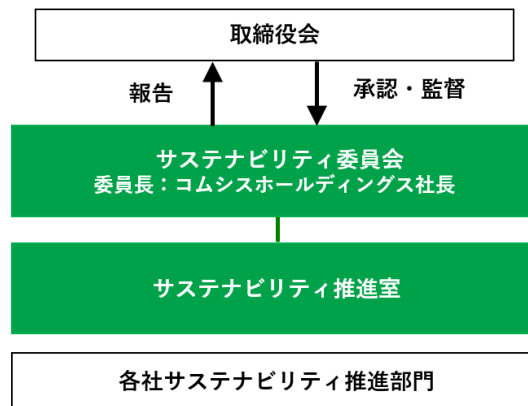 取締役会
報告
承認・監督
サステナビリティ委員会
委員長：コムシスホールディングス社長
サステナビリティ推進室
各社サステナビリティ推進部門